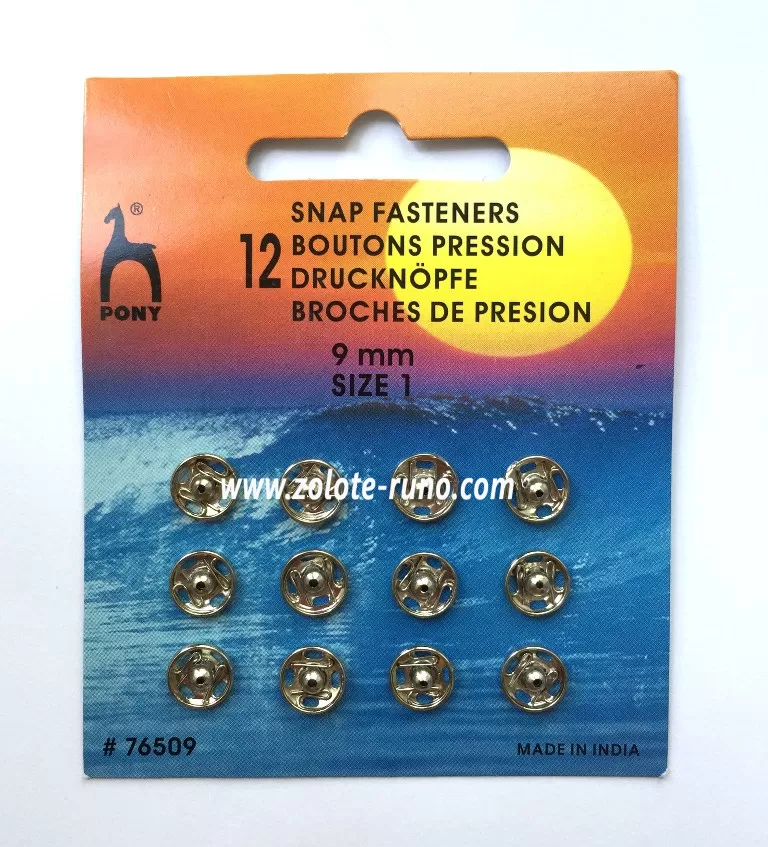 ®
PONY
12
SNAP FASTENERS
BOUTONS PRESSION
DRUCKNÖPFE
BROCHES DE PRESION
9 mm
SIZE 1
www.zolote-runo.com
# 76509
MADE IN INDIA